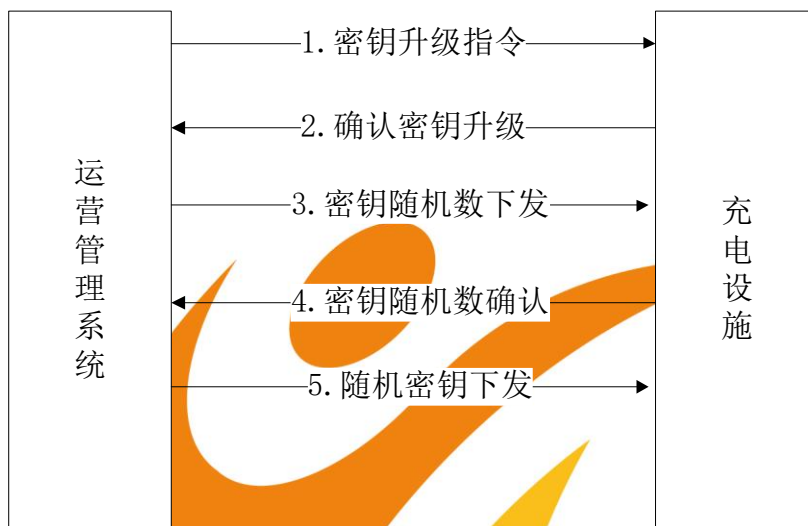 1.密钥升级指令
2.确认密钥升级
3.密钥随机数下发
4.密钥随机数确认
5.随机密钥下发
运营管理系统
充电设施